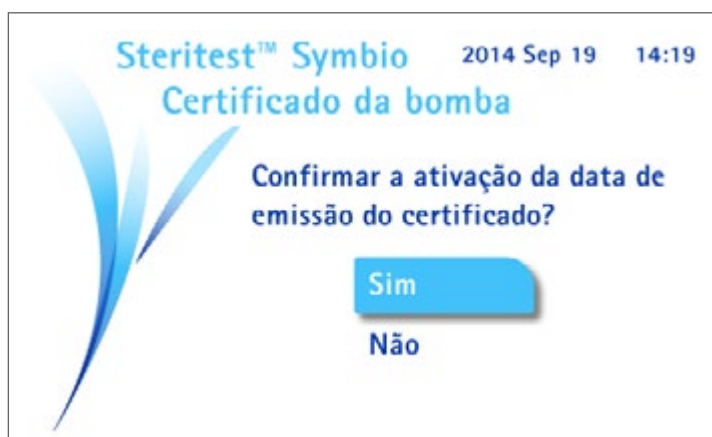 Steritest™ Symbio 2014 Sep 19 14:19
Certificado da bomba
Confirmar a ativação da data de
emissão do certificado?
Sim
Não